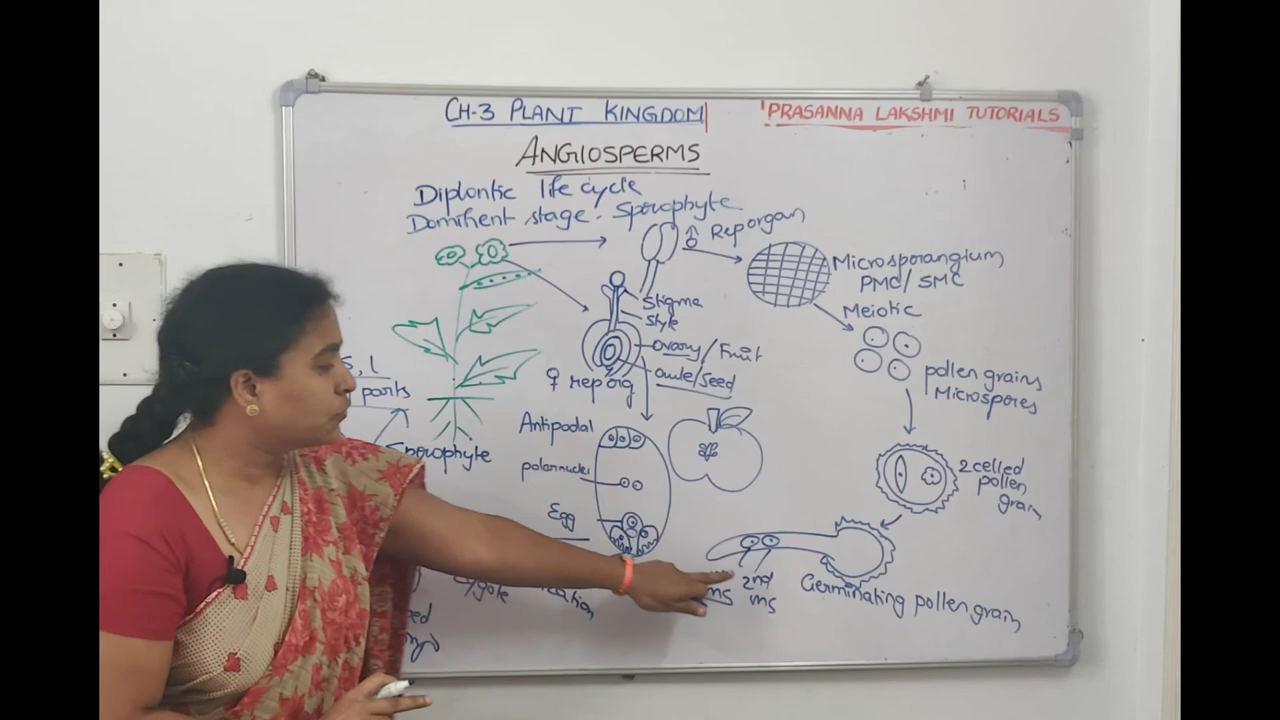 CH-3 PLANT KINGDOM
'PRASANNA LAKSHMI TUTORIALS
ANGIOSPERMS
Diplontic life cycle
Dominent stage - Sporophyte
♂ Rep organ
Microsporangium
PMC/ SMC
Meiotic
Stigma
Style
ovary/Fruit
ovule/Seed
♀ rep org
pollen grains
Microspores
S, l
parts
Sporophyte
Antipodal
polar nuclei
Egg
2 celled
pollen
grain
2nd
mg
Germinating pollen grain